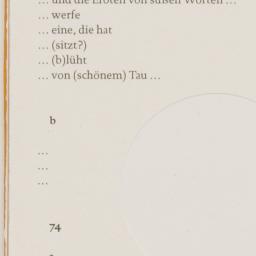 … und die Eroten von süßen Worten …
… werfe
… eine, die hat
… (sitzt?)
… (b)lüht
… von (schönem) Tau …
b
…
…
…
74